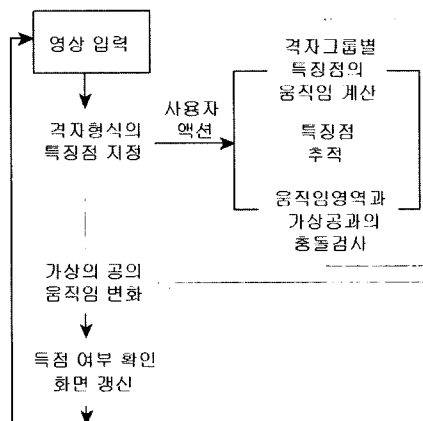 영상 입력
격자형식의
특징점 지정
사용자
액션
격자그룹별
특징점의
움직임 계산
특징점
추적
움직임영역과
가상공과의
충돌검사
가상의 공의
움직임 변화
득점 여부 확인
화면 갱신